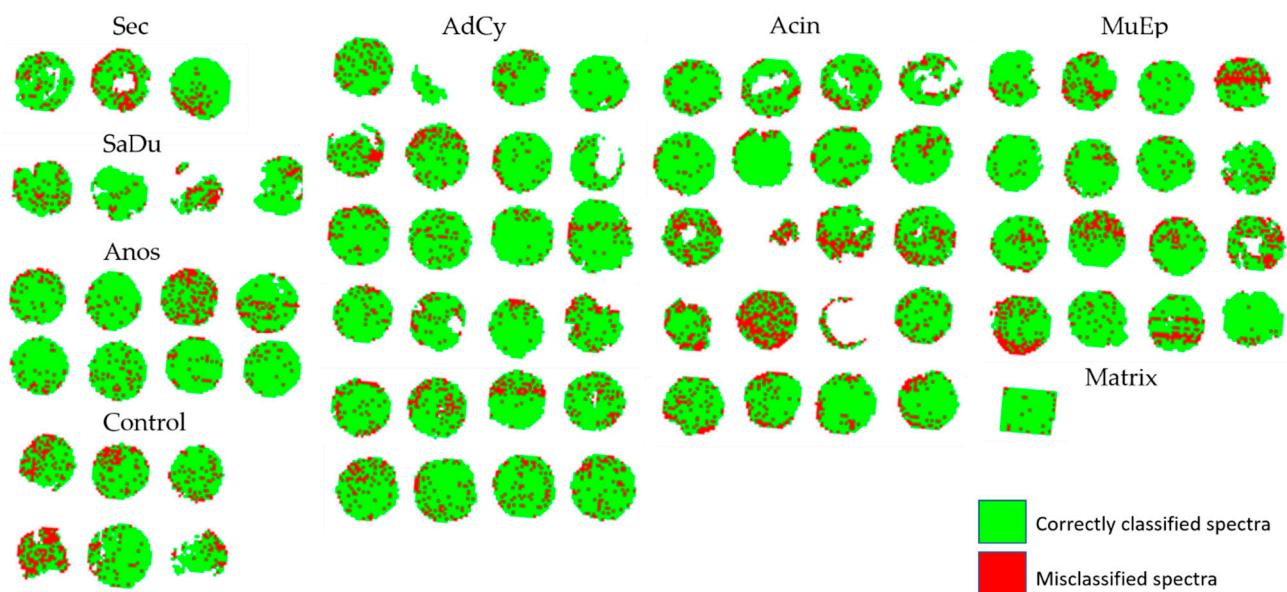 Sec
AdCy
Acin
MuEp
SaDu
Anos
Control
Matrix
Correctly classified spectra
Misclassified spectra